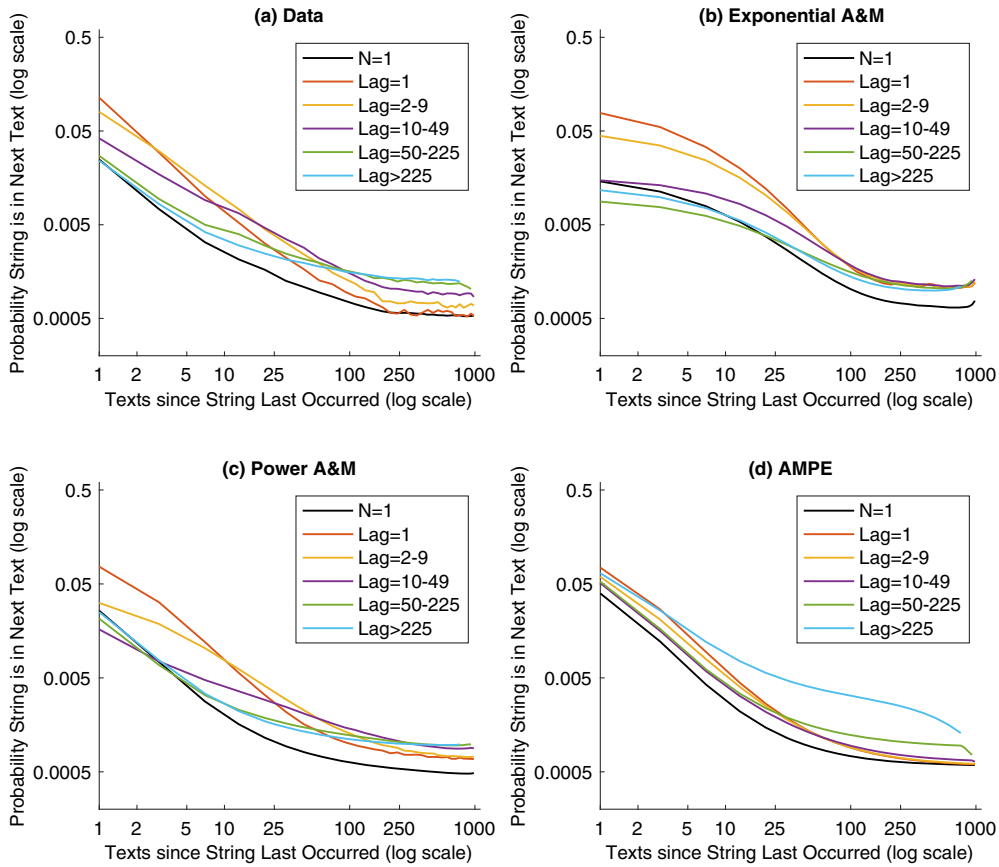 (a) Data
Probability String is in Next Text (log scale)
0.5
0.05
0.005
0.0005
N=1
Lag=1
Lag=2-9
Lag=10-49
Lag=50-225
Lag>225
1 2 5 10 25 100 250 1000
Texts since String Last Occurred (log scale)
(b) Exponential A&M
Probability String is in Next Text (log scale)
0.5
0.05
0.005
0.0005
N=1
Lag=1
Lag=2-9
Lag=10-49
Lag=50-225
Lag>225
1 2 5 10 25 100 250 1000
Texts since String Last Occurred (log scale)
(c) Power A&M
Probability String is in Next Text (log scale)
0.5
0.05
0.005
0.0005
N=1
Lag=1
Lag=2-9
Lag=10-49
Lag=50-225
Lag>225
1 2 5 10 25 100 250 1000
Texts since String Last Occurred (log scale)
(d) AMPE
Probability String is in Next Text (log scale)
0.5
0.05
0.005
0.0005
N=1
Lag=1
Lag=2-9
Lag=10-49
Lag=50-225
Lag>225
1 2 5 10 25 100 250 1000
Texts since String Last Occurred (log scale)